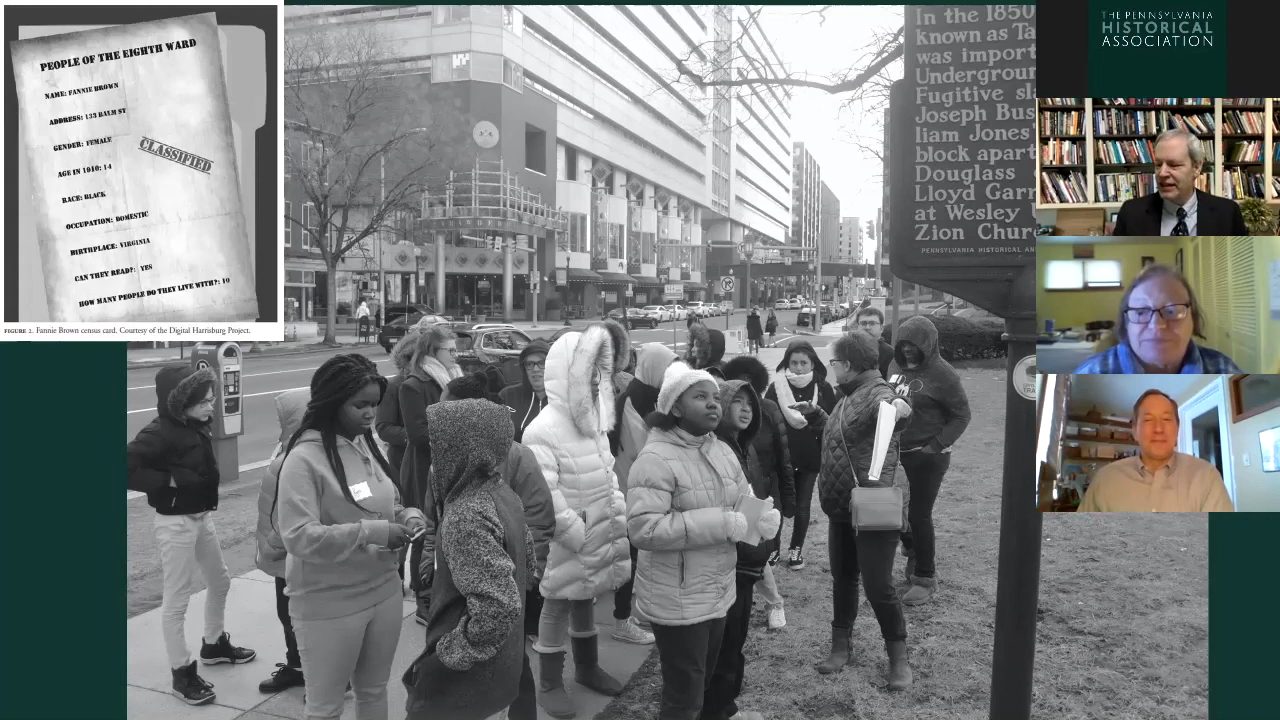 PEOPLE OF THE EIGHTH WARD
NAME: FANNIE BROWN
ADDRESS: 133 BALM ST
GENDER: FEMALE
CLASSIFIED
AGE IN 1910: 14
RACE: BLACK
OCCUPATION: DOMESTIC
BIRTHPLACE: VIRGINIA
CAN THEY READ?: YES
HOW MANY PEOPLE DO THEY LIVE WITH?: 10
FIGURE 2. Fannie Brown census card. Courtesy of the Digital Harrisburg Project.
In the 1850
known as Ta
was import
Undergroun
Fugitive sla
Joseph Bus
liam Jones'
block apart
Douglass
Lloyd Garr
at Wesley U
Zion Churc
PENNSYLVANIA HISTORICAL AN
THE PENNSYLVANIA
HISTORICAL
ASSOCIATION